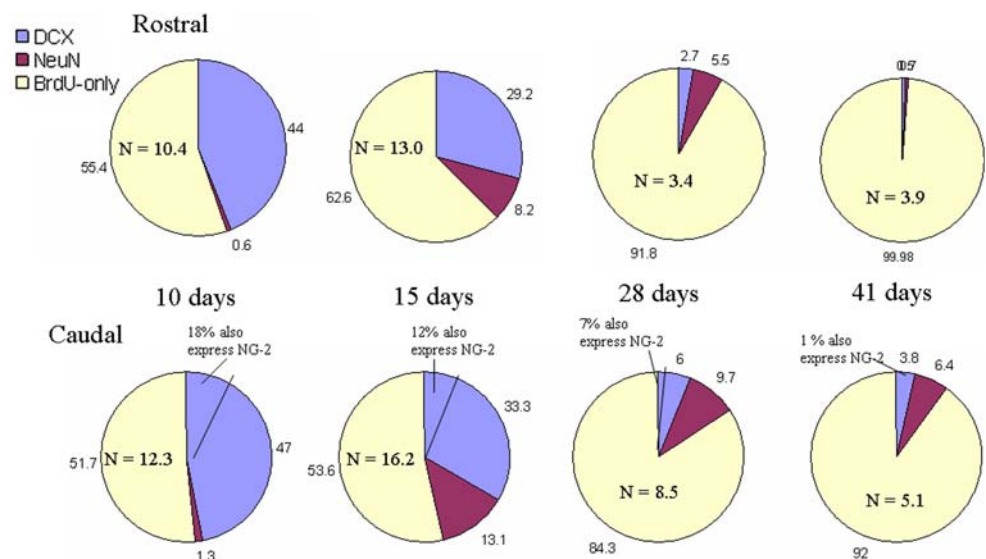 DCX
NeuN
BrdU-only
Rostral
44
N = 10.4
55.4
0.6
29.2
N = 13.0
62.6
8.2
2.7
5.5
N = 3.4
91.8
N = 3.9
99.98
10 days
15 days
28 days
41 days
Caudal
18% also
express NG-2
N = 12.3
51.7
47
1.3
12% also
express NG-2
33.3
N = 16.2
53.6
13.1
7% also
express NG-2
6
9.7
N = 8.5
84.3
1 % also
express NG-2
3.8
6.4
N = 5.1
92